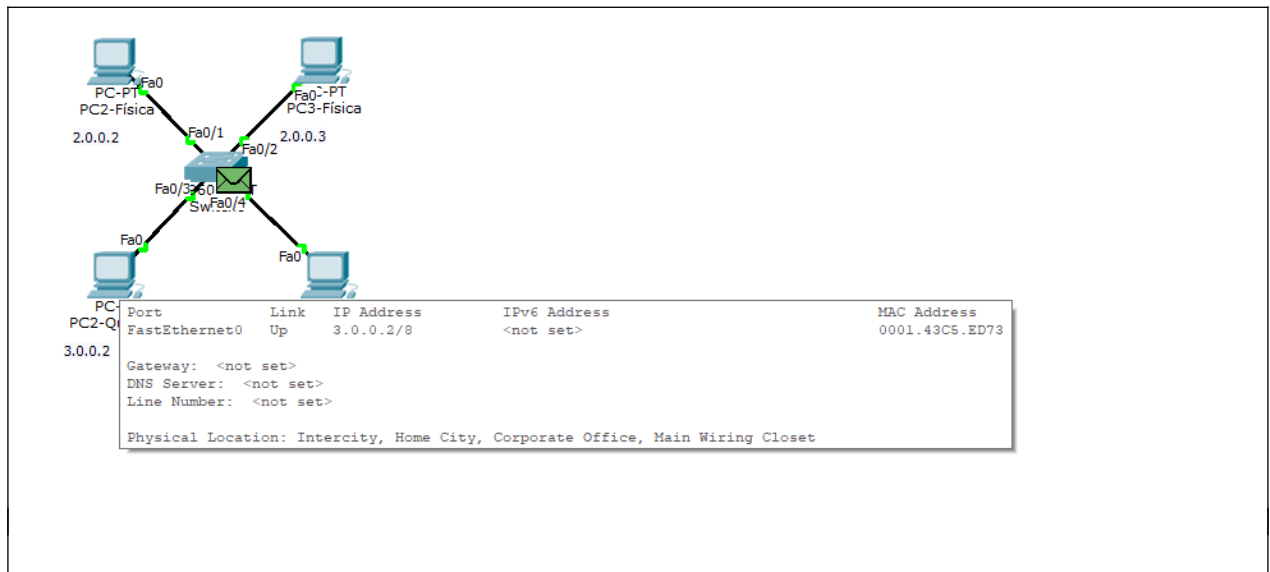 Fa0
PC-PT
PC2-Física
2.0.0.2
Fa0
-PT
PC3-Física
2.0.0.3
Fa0/1
Fa0/2
Fa0/3
Fa0/4
Fa0
Fa0
PC-
PC2-Q
3.0.0.2
Port Link IP Address IPv6 Address MAC Address
FastEthernet0 Up 3.0.0.2/8 <not set> 0001.43C5.ED73
Gateway: <not set>
DNS Server: <not set>
Line Number: <not set>
Physical Location: Intercity, Home City, Corporate Office, Main Wiring Closet